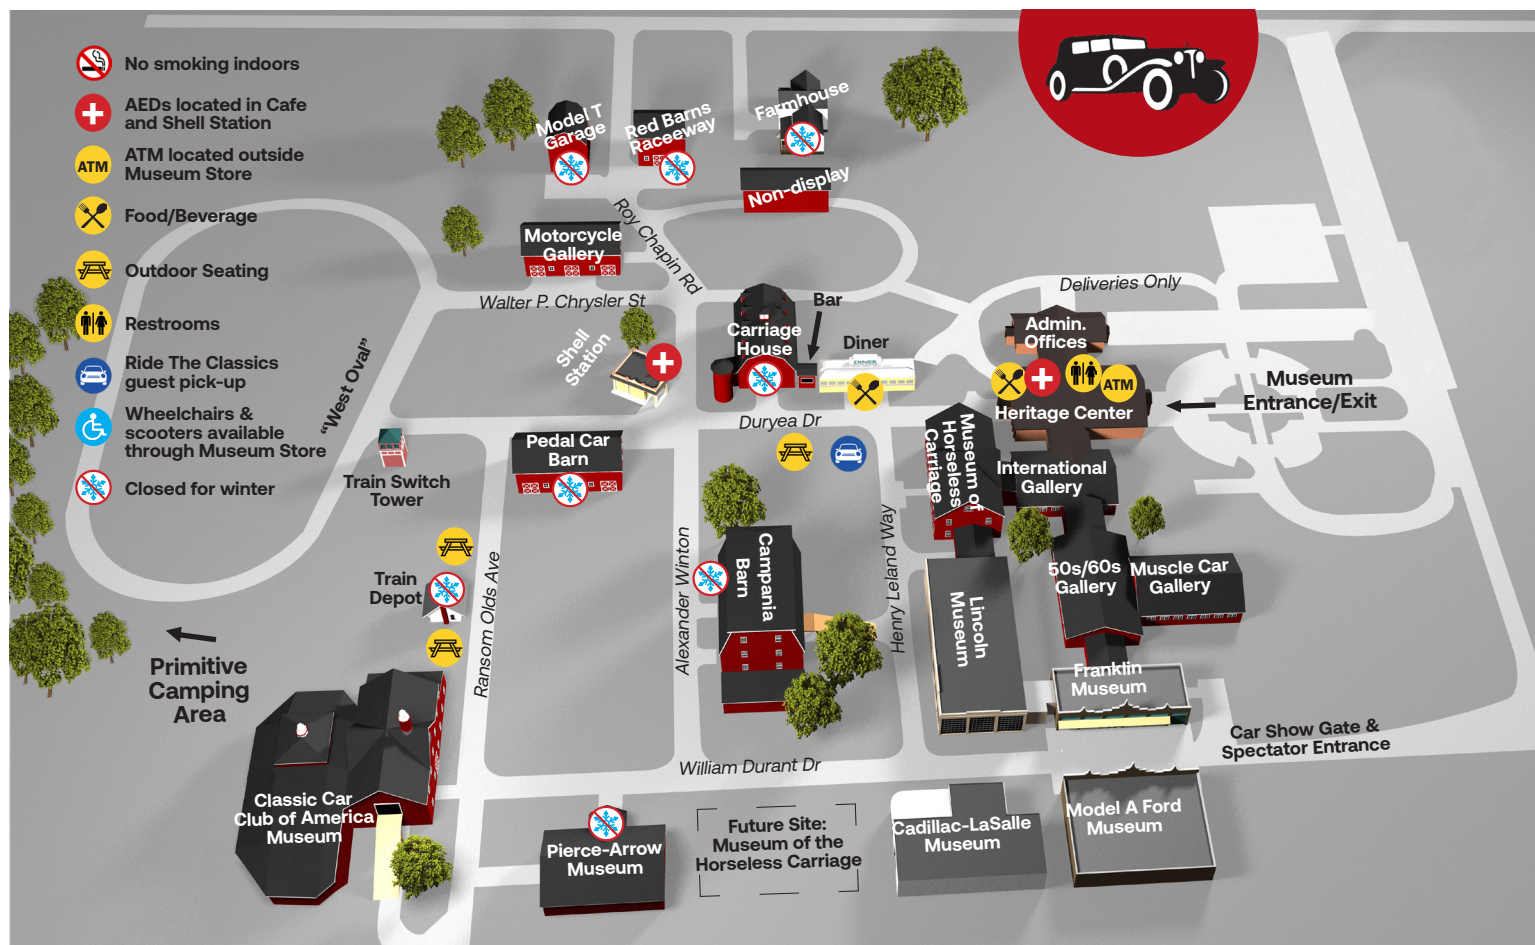 No smoking indoors
AEDs located in Cafe
and Shell Station
ATM
ATM located outside
Museum Store
Food/Beverage
Outdoor Seating
Restrooms
Ride The Classics
guest pick-up
Wheelchairs &
scooters available
through Museum Store
Closed for winter
Model T
Garage
Red Barns
Raceeway
Farmhouse
Non-display
Motorcycle
Gallery
Roy Chapin Rd
Walter P. Chrysler St
Deliveries Only
"West Oval"
Shell
Station
Carriage
House
Bar
Diner
DINER
Admin.
Offices
ATM
Heritage Center
Museum
Entrance/Exit
Duryea Dr
Train Switch
Tower
Pedal Car
Barn
Museum of
Horseless
Carriage
International
Gallery
Train
Depot
Ransom Olds Ave
Alexander Winton
Campania
Barn
Henry Leland Way
Lincoln
Museum
50s/60s
Gallery
Muscle Car
Gallery
Franklin
Museum
Primitive
Camping
Area
Car Show Gate &
Spectator Entrance
William Durant Dr
Classic Car
Club of America
Museum
Pierce-Arrow
Museum
Future Site:
Museum of the
Horseless Carriage
Cadillac-LaSalle
Museum
Model A Ford
Museum